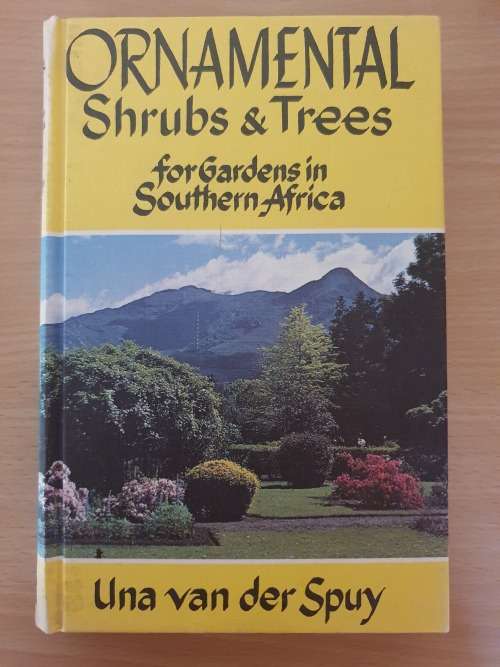 ORNAMENTAL
Shrubs & Trees
for Gardens in
Southern Africa
Una van der Spuy